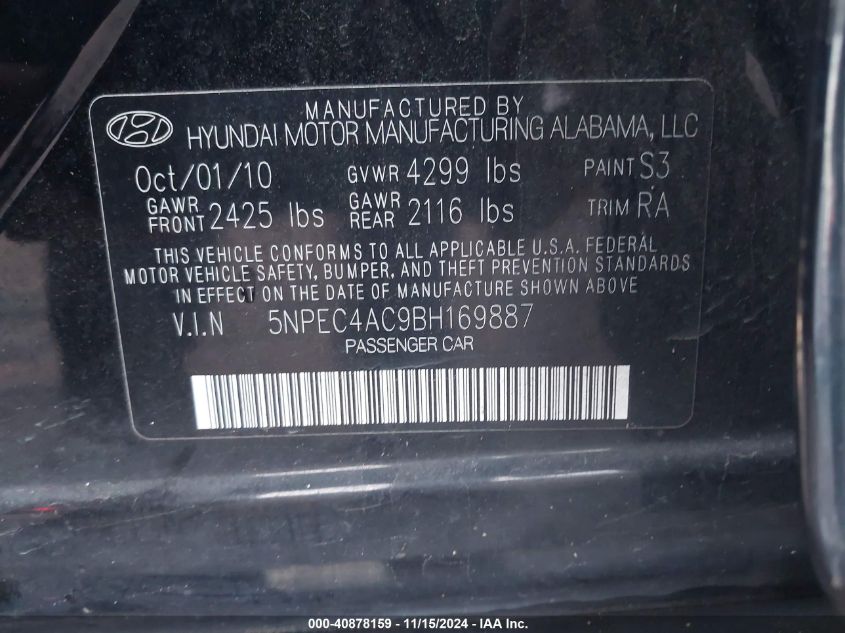 MANUFACTURED BY
HYUNDAI MOTOR MANUFACTURING ALABAMA, LLC
Oct/01/10 GVWR 4299 lbs PAINT S3
GAWR FRONT 2425 lbs GAWR REAR 2116 lbs TRIM RA
THIS VEHICLE CONFORMS TO ALL APPLICABLE U.S.A. FEDERAL
MOTOR VEHICLE SAFETY, BUMPER, AND THEFT PREVENTION STANDARDS
IN EFFECT ON THE DATE OF MANUFACTURE SHOWN ABOVE
V.I.N 5NPEC4AC9BH169887
PASSENGER CAR
000-40878159 - 11/15/2024 - IAA Inc.